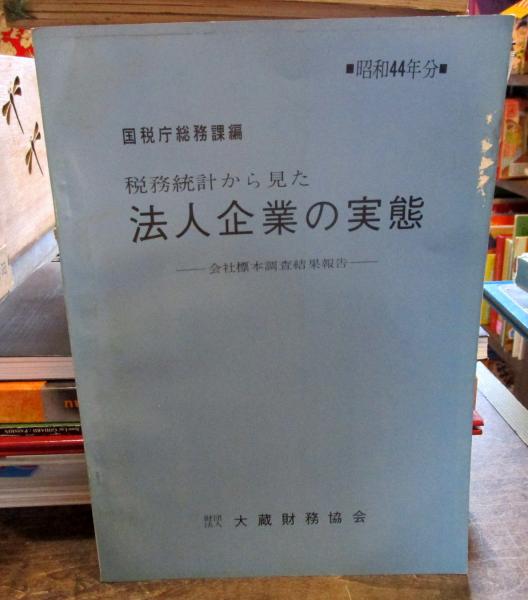 ■昭和44年分■
国税庁総務課編
税務統計から見た
法人企業の実態
──会社標本調査結果報告──
財団法人 大蔵財務協会